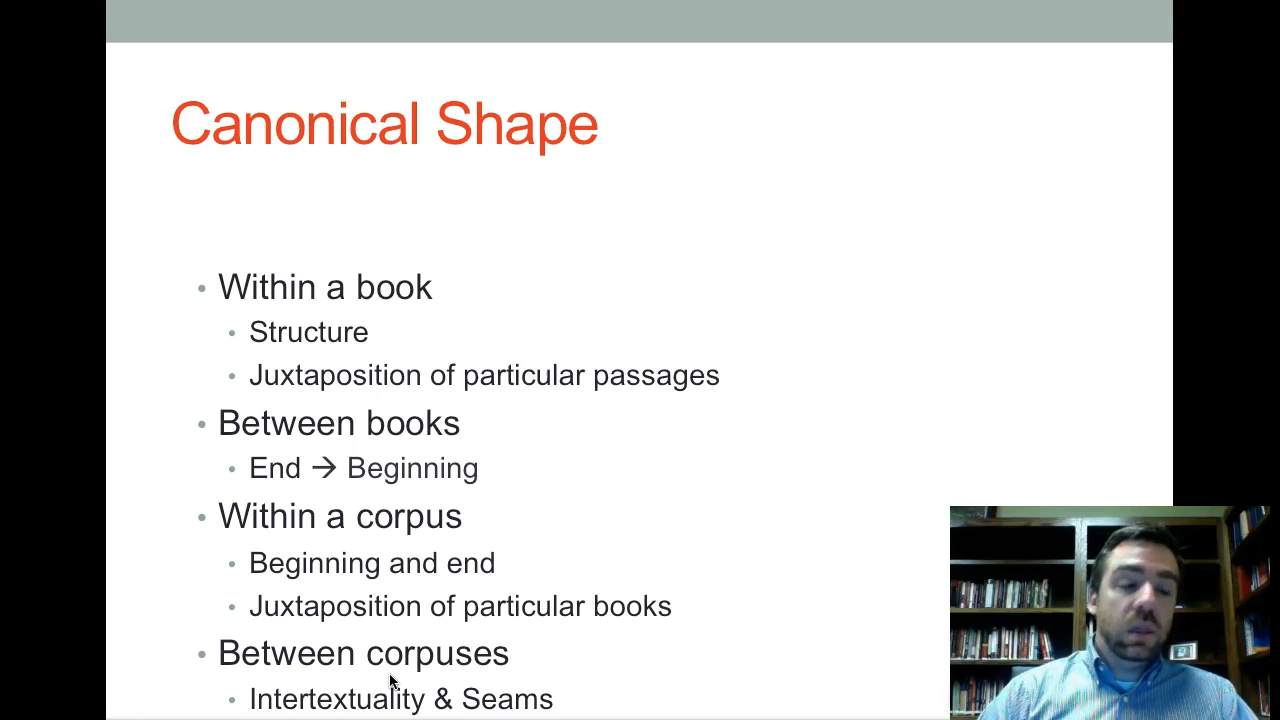 Canonical Shape
• Within a book
• Structure
• Juxtaposition of particular passages
• Between books
• End → Beginning
• Within a corpus
• Beginning and end
• Juxtaposition of particular books
• Between corpuses
• Intertextuality & Seams